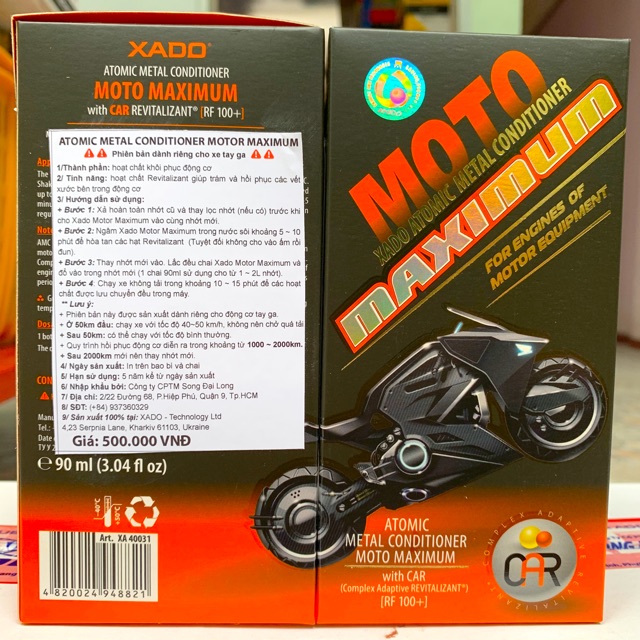 XADO®
ATOMIC METAL CONDITIONER
MOTO MAXIMUM
with CAR REVITALIZANT® [RF 100+]
ATOMIC METAL CONDITIONER MOTOR MAXIMUM
Phiên bản dành riêng cho xe tay ga
1/Thành phần: hoạt chất khôi phục động cơ
2/ Tính năng: hoạt chất Revitalizant giúp trám và hồi phục các vết
xước bên trong động cơ
3/ Hướng dẫn sử dụng:
+ Bước 1: Xả hoàn toàn nhớt cũ và thay lọc nhớt (nếu có) trước khi
cho Xado Motor Maximum vào cùng nhớt mới.
+ Bước 2: Ngâm Xado Motor Maximum trong nước sôi khoảng 5 ~ 10
phút để hòa tan các hạt Revitalizant (Tuyệt đối không cho vào ấm rồi
đun).
+ Bước 3: Thay nhớt mới vào. Lắc đều chai Xado Motor Maximum và
đổ vào trong nhớt mới (1 chai 90ml sử dụng cho từ 1 ~ 2L nhớt).
+ Bước 4: Chạy xe không tải trong khoảng 10 ~ 15 phút để các hoạt
chất được lưu chuyển đều trong máy.
** Lưu ý:
+ Phiên bản này được sản xuất dành riêng cho động cơ tay ga.
+ Ở 50km đầu: chạy xe với tốc độ 40~50 km/h, không nên chở quá tải
+ Sau 50km: có thể chạy với tốc độ bình thường.
+ Quy trình hồi phục động cơ diễn ra trong khoảng từ 1000 ~ 2000km.
+ Sau 2000km mới nên thay nhớt mới.
4/ Ngày sản xuất: In trên bao bì và chai
5/ Hạn sử dụng: 5 năm kể từ ngày sản xuất
6/ Nhập khẩu bởi: Công ty CPTM Song Đại Long
7/ Địa chỉ: 2/22 Đường 68, P.Hiệp Phú, Quận 9, Tp.HCM
8/ SĐT: (+84) 937360329
9/ Sản xuất 100% tại: XADO - Technology Ltd
4,23 Serpnia Lane, Kharkiv 61103, Ukraine
Giá: 500.000 VNĐ
℮ 90 ml (3.04 fl oz)
-40°C
+50°C
Art. XA 40031
4 820024 948821
MOTO
XADO ATOMIC METAL CONDITIONER
MAXIMUM
FOR ENGINES OF
MOTOR EQUIPMENT
ATOMIC
METAL CONDITIONER
MOTO MAXIMUM
with CAR
(Complex Adaptive REVITALIZANT®)
[RF 100+]
COMPLEX ADAPTIVE
REVITALIZANT
CAR